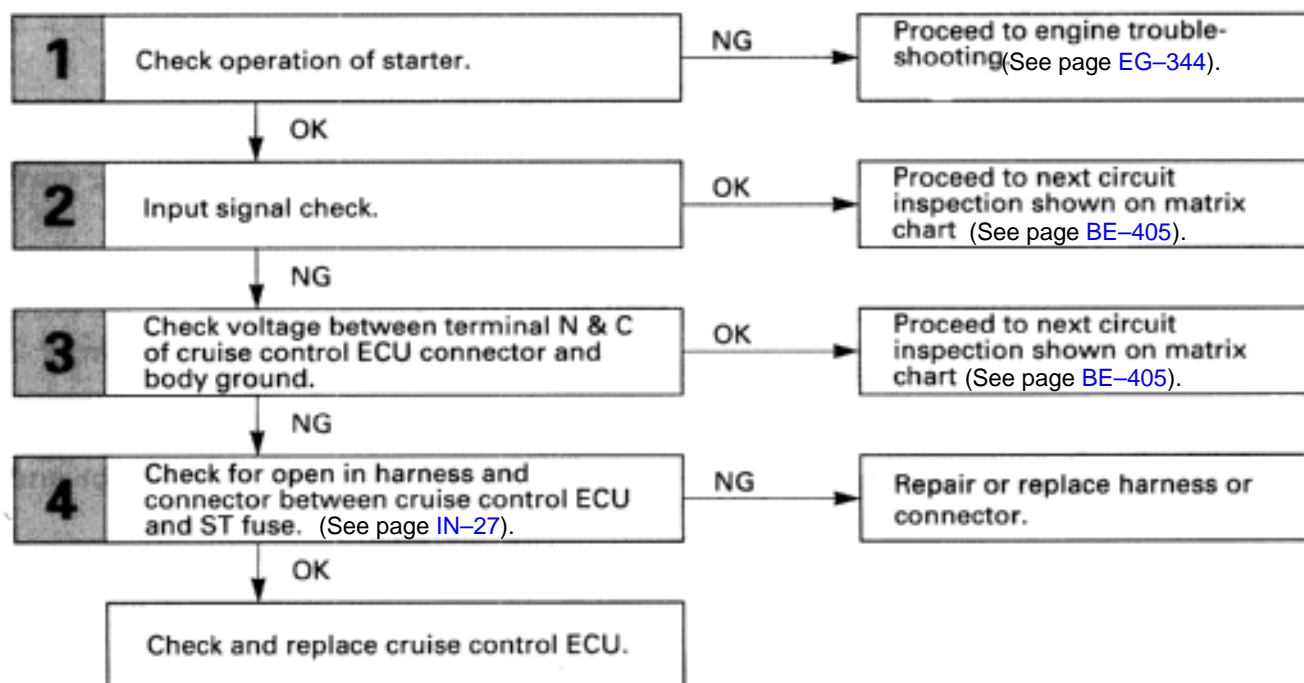 1
Check operation of starter.
NG
Proceed to engine trouble-
shooting(See page EG–344).
OK
2
Input signal check.
OK
Proceed to next circuit
inspection shown on matrix
chart (See page BE–405).
NG
3
Check voltage between terminal N & C
of cruise control ECU connector and
body ground.
OK
Proceed to next circuit
inspection shown on matrix
chart (See page BE–405).
NG
4
Check for open in harness and
connector between cruise control ECU
and ST fuse. (See page IN–27).
NG
Repair or replace harness or
connector.
OK
Check and replace cruise control ECU.